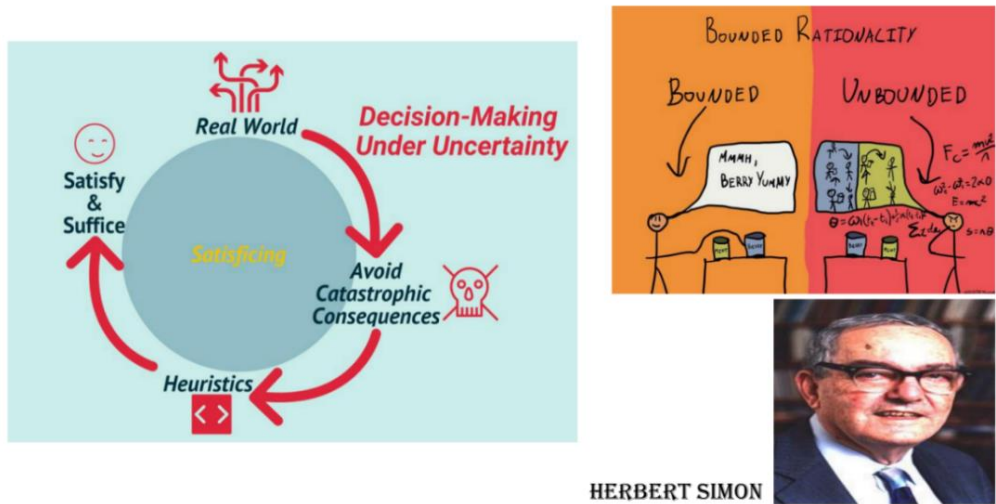 Real World
Decision-Making
Under Uncertainty
Satisfy
&
Suffice
Satisficing
Avoid
Catastrophic
Consequences
Heuristics
BOUNDED RATIONALITY
BOUNDED
UNBOUNDED
MMMH,
BERRY YUMMY
E=mc²
HERBERT SIMON